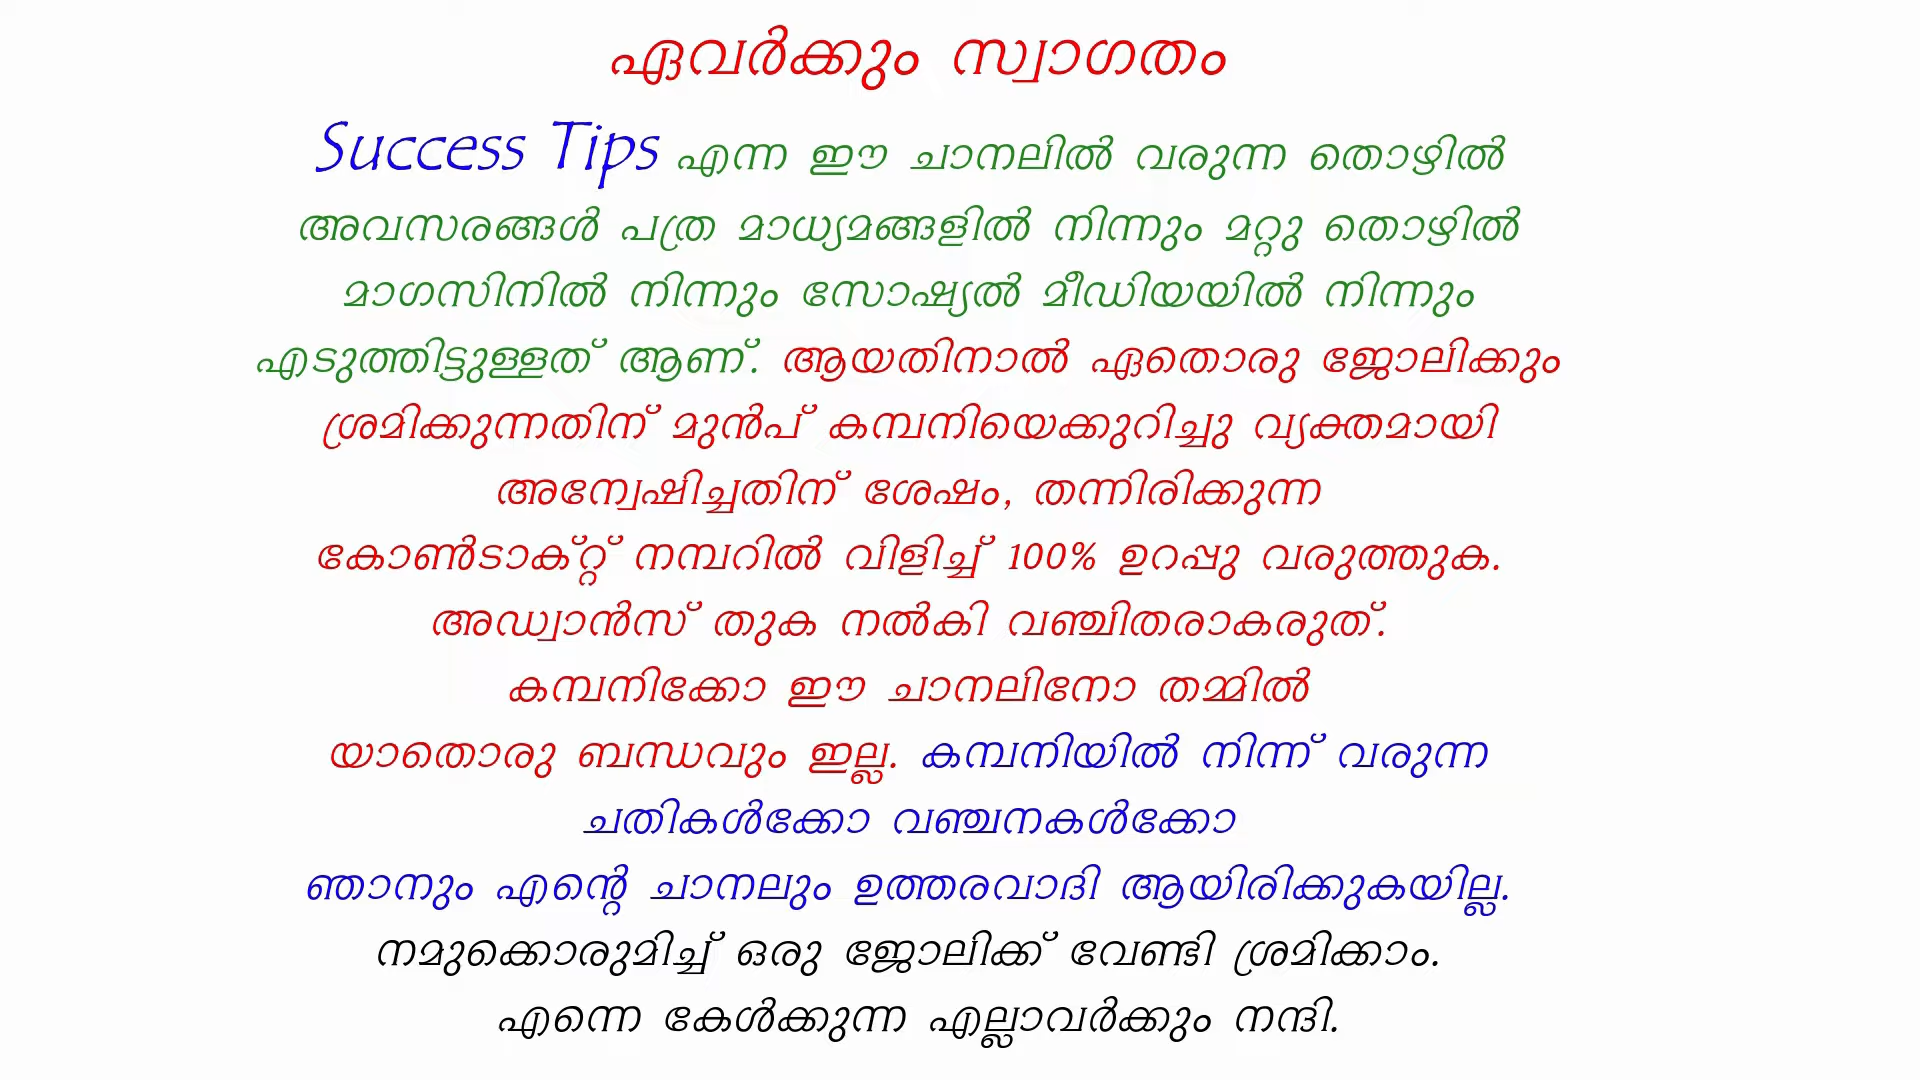 ഏവർക്കും സ്വാഗതം
Success Tips എന്ന ഈ ചാനലിൽ വരുന്ന തൊഴിൽ
അവസരങ്ങൾ പത്ര മാധ്യമങ്ങളിൽ നിന്നും മറ്റു തൊഴിൽ
മാഗസിനിൽ നിന്നും സോഷ്യൽ മീഡിയയിൽ നിന്നും
എടുത്തിട്ടുള്ളത് ആണ്. ആയതിനാൽ ഏതൊരു ജോലിക്കും
ശ്രമിക്കുന്നതിന് മുൻപ് കമ്പനിയെക്കുറിച്ചു വ്യക്തമായി
അന്വേഷിച്ചതിന് ശേഷം, തന്നിരിക്കുന്ന
കോൺടാക്റ്റ് നമ്പറിൽ വിളിച്ച് 100% ഉറപ്പു വരുത്തുക.
അഡ്വാൻസ് തുക നൽകി വഞ്ചിതരാകരുത്.
കമ്പനിക്കോ ഈ ചാനലിനോ തമ്മിൽ
യാതൊരു ബന്ധവും ഇല്ല. കമ്പനിയിൽ നിന്ന് വരുന്ന
ചതികൾക്കോ വഞ്ചനകൾക്കോ
ഞാനും എന്റെ ചാനലും ഉത്തരവാദി ആയിരിക്കുകയില്ല.
നമുക്കൊരുമിച്ച് ഒരു ജോലിക്ക് വേണ്ടി ശ്രമിക്കാം.
എന്നെ കേൾക്കുന്ന എല്ലാവർക്കും നന്ദി.